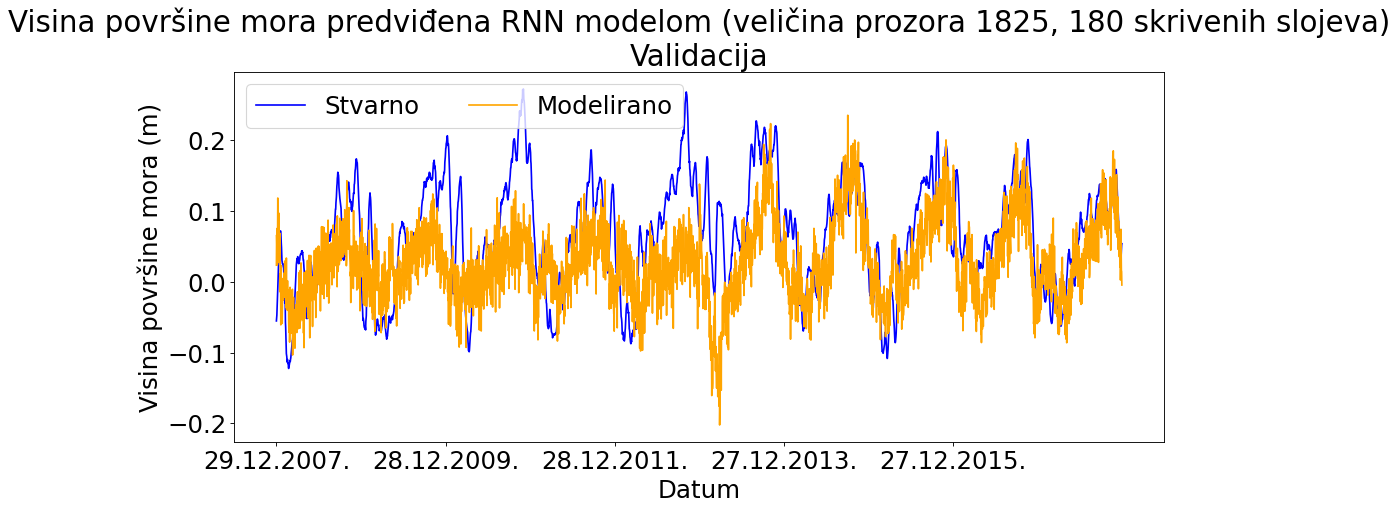 Visina površine mora predviđena RNN modelom (veličina prozora 1825, 180 skrivenih slojeva)
Validacija
Stvarno
Modelirano
Visina površine mora (m)
0.2
0.1
0.0
−0.1
−0.2
29.12.2007.
28.12.2009.
28.12.2011.
27.12.2013.
27.12.2015.
Datum